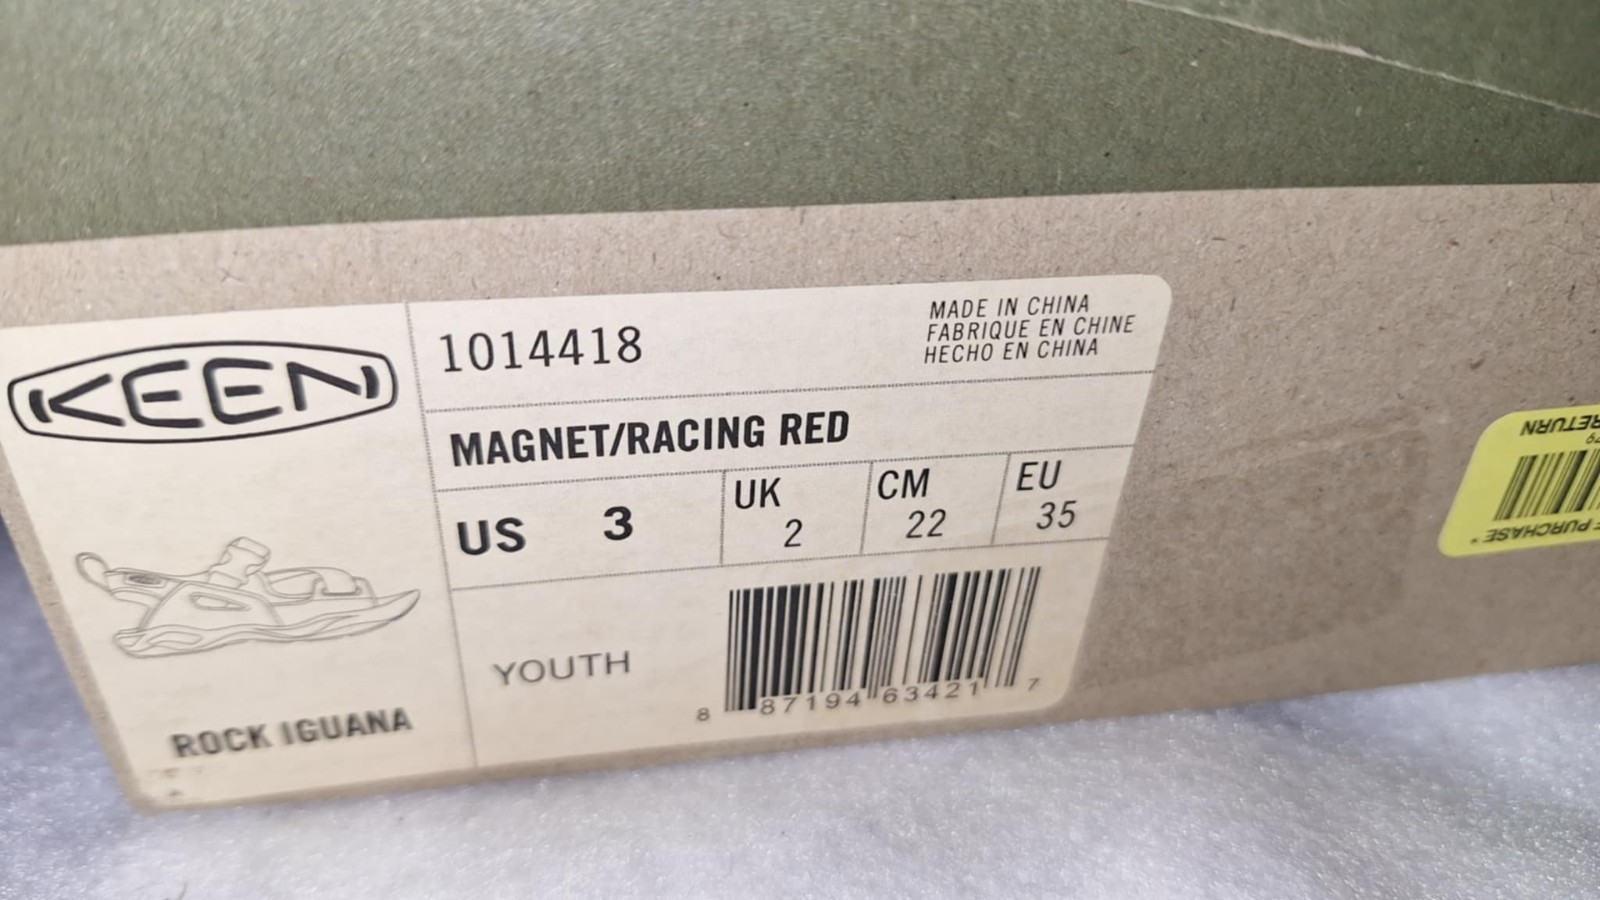 KEEN
1014418
MADE IN CHINA
FABRIQUE EN CHINE
HECHO EN CHINA
MAGNET/RACING RED
US 3
UK 2
CM 22
EU 35
YOUTH
8 87194 63421 7
ROCK IGUANA
RETURN
PURCHASE*